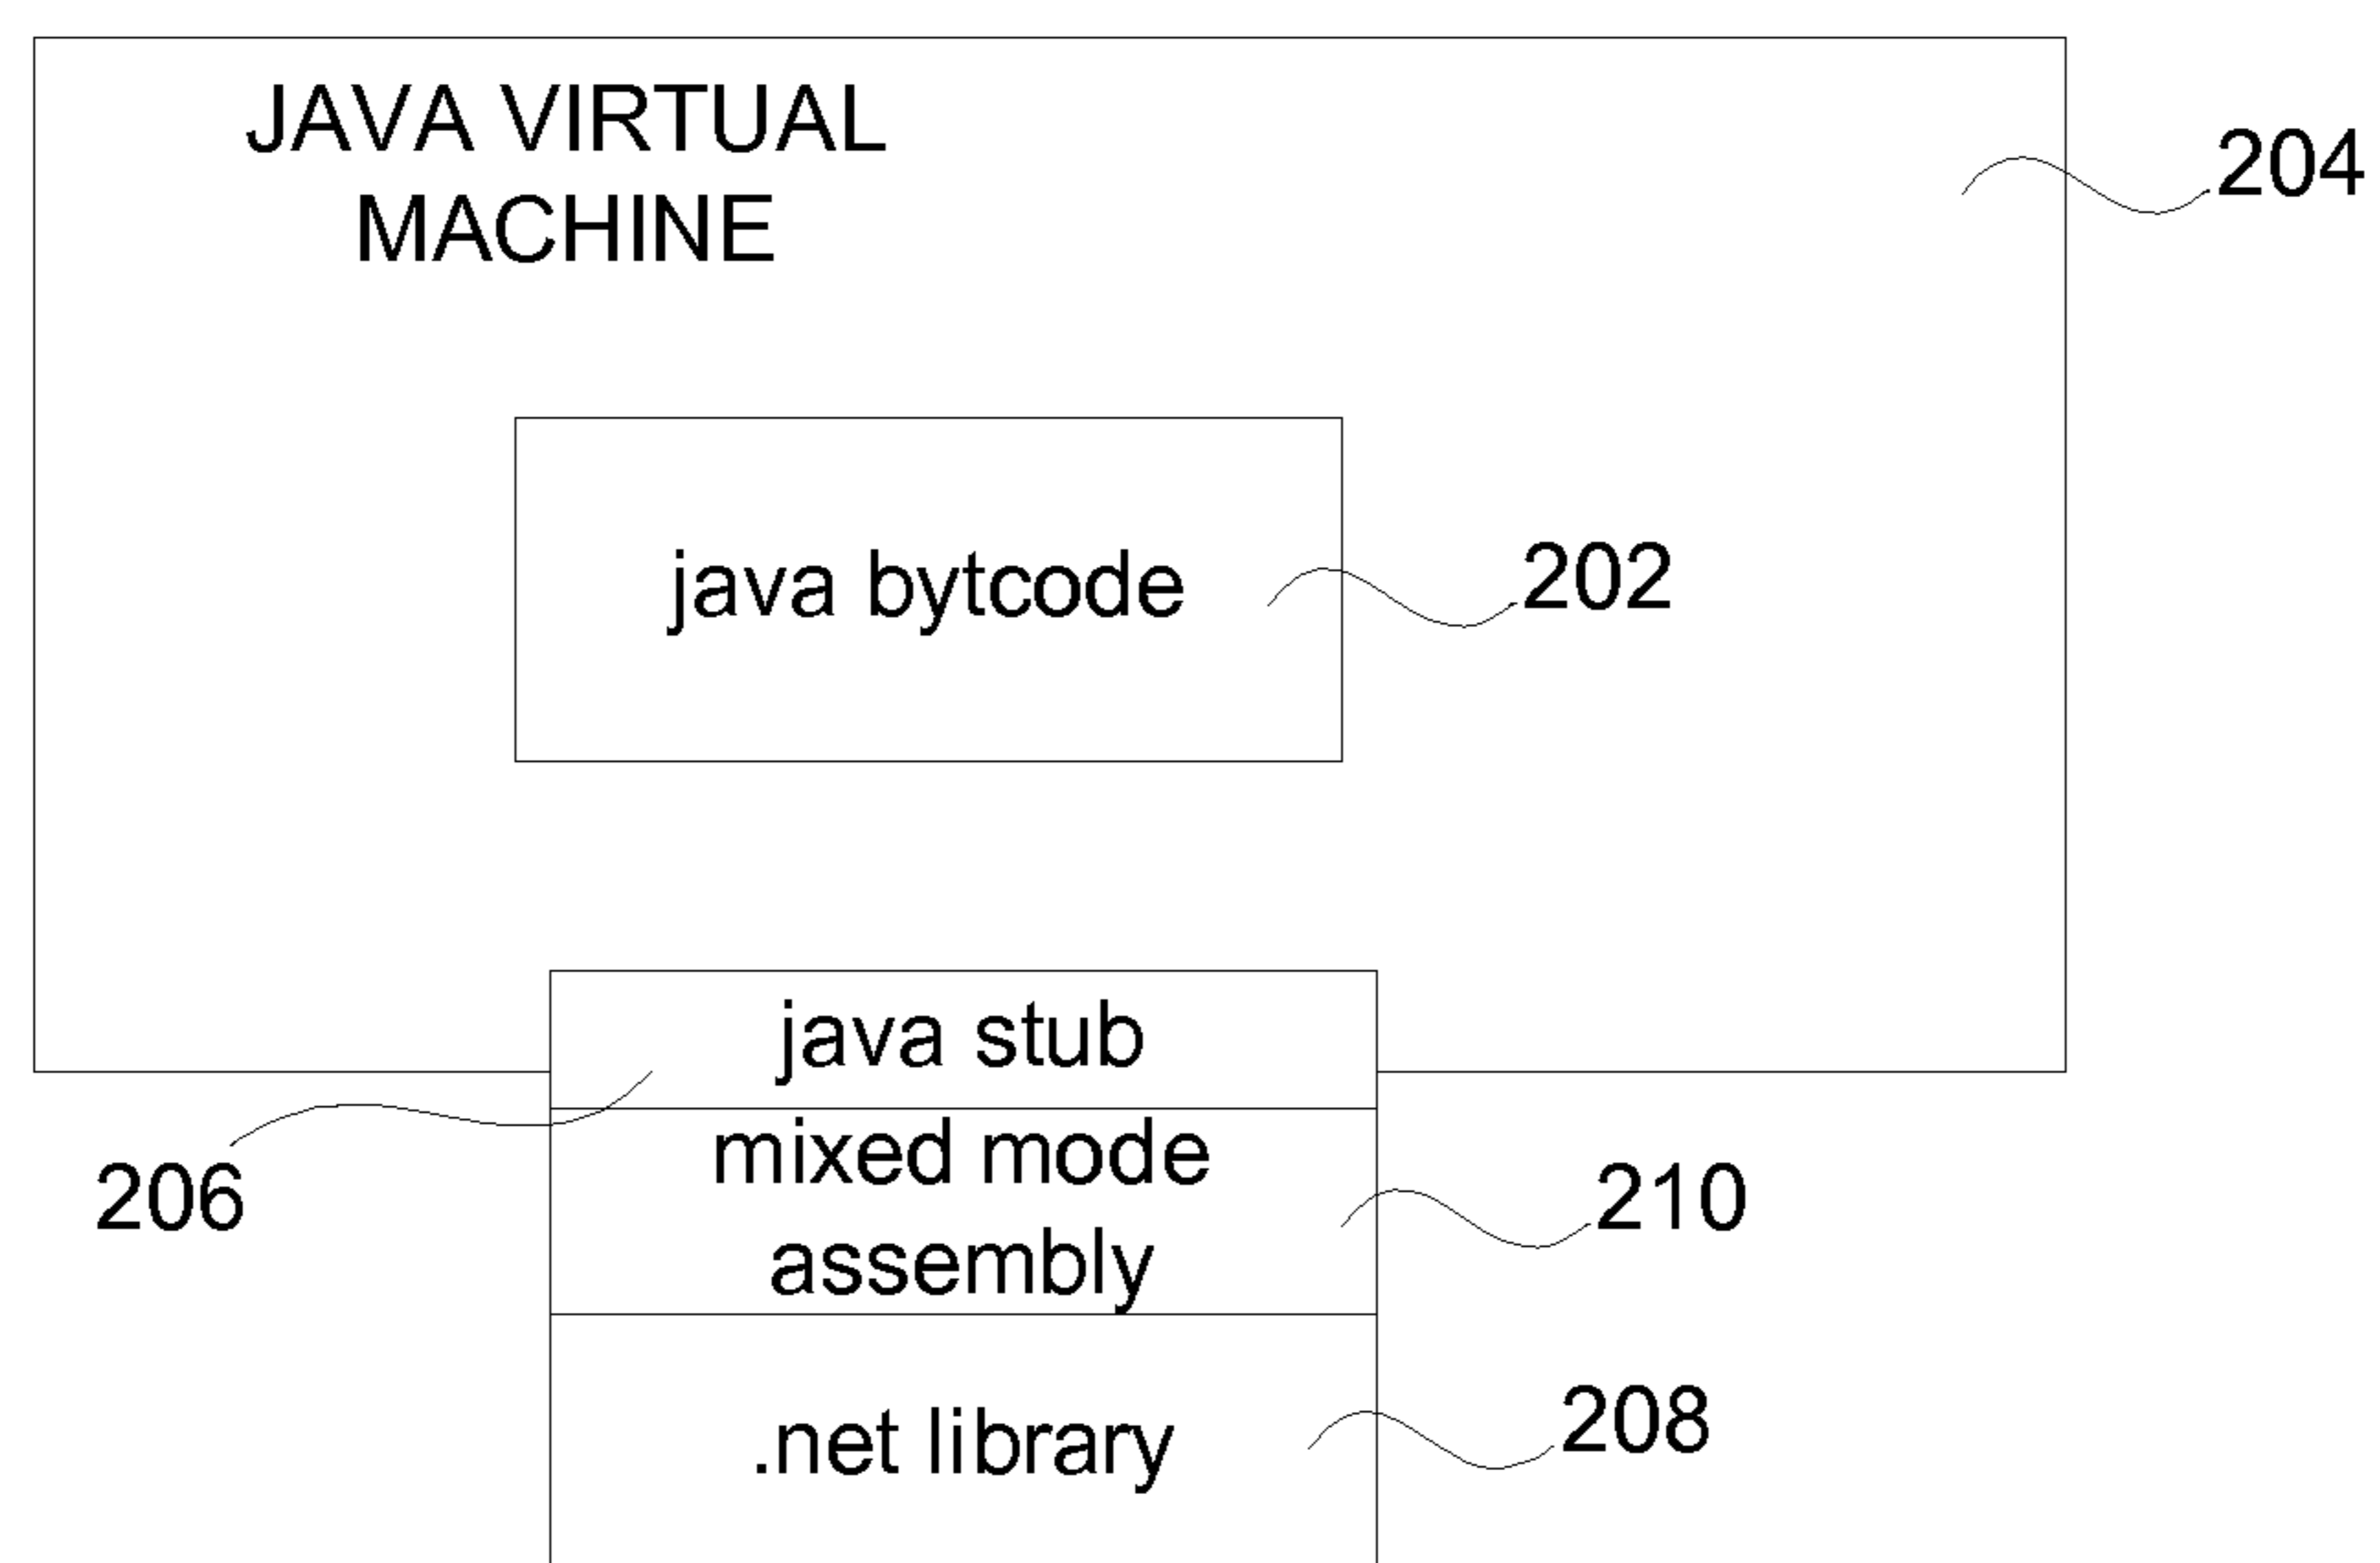 JAVA VIRTUAL
MACHINE
204
java bytcode
202
java stub
206
mixed mode
assembly
210
.net library
208